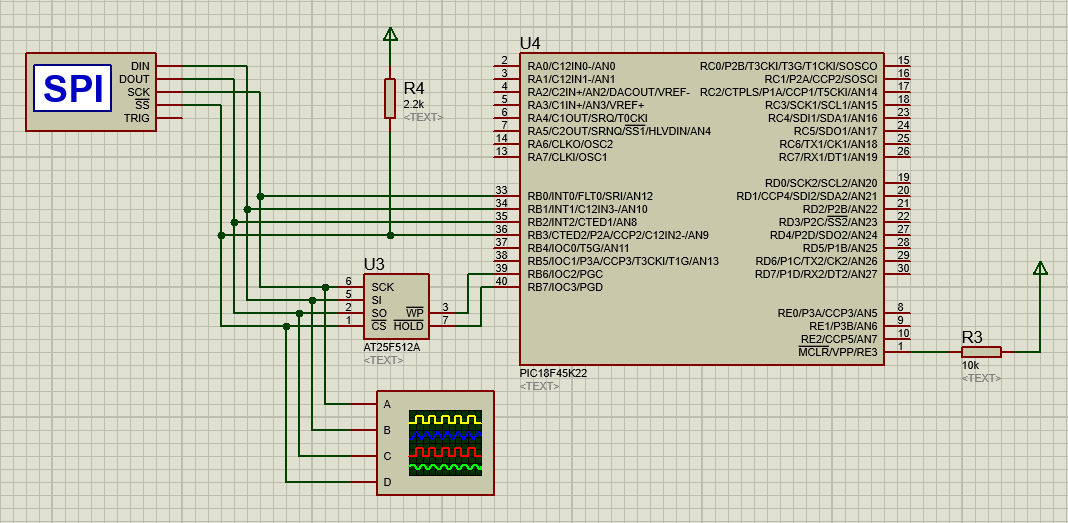 SPI
DIN
DOUT
SCK
SS
TRIG
R4
2.2k
<TEXT>
U4
2 RA0/C12IN0-/AN0
3 RA1/C12IN1-/AN1
4 RA2/C2IN+/AN2/DACOUT/VREF-
5 RA3/C1IN+/AN3/VREF+
6 RA4/C1OUT/SRQ/T0CKI
7 RA5/C2OUT/SRNQ/SS1/HLVDIN/AN4
14 RA6/CLKO/OSC2
13 RA7/CLKI/OSC1
33 RB0/INT0/FLT0/SRI/AN12
34 RB1/INT1/C12IN3-/AN10
35 RB2/INT2/CTED1/AN8
36 RB3/CTED2/P2A/CCP2/C12IN2-/AN9
37 RB4/IOC0/T5G/AN11
38 RB5/IOC1/P3A/CCP3/T3CKI/T1G/AN13
39 RB6/IOC2/PGC
40 RB7/IOC3/PGD
RC0/P2B/T3CKI/T3G/T1CKI/SOSCO 15
RC1/P2A/CCP2/SOSCI 16
RC2/CTPLS/P1A/CCP1/T5CKI/AN14 17
RC3/SCK1/SCL1/AN15 18
RC4/SDI1/SDA1/AN16 23
RC5/SDO1/AN17 24
RC6/TX1/CK1/AN18 25
RC7/RX1/DT1/AN19 26
RD0/SCK2/SCL2/AN20 19
RD1/CCP4/SDI2/SDA2/AN21 20
RD2/P2B/AN22 21
RD3/P2C/SS2/AN23 22
RD4/P2D/SDO2/AN24 27
RD5/P1B/AN25 28
RD6/P1C/TX2/CK2/AN26 29
RD7/P1D/RX2/DT2/AN27 30
RE0/P3A/CCP3/AN5 8
RE1/P3B/AN6 9
RE2/CCP5/AN7 10
MCLR/VPP/RE3 1
PIC18F45K22
<TEXT>
U3
6 SCK
5 SI
2 SO
1 CS
WP 3
HOLD 7
AT25F512A
<TEXT>
R3
10k
<TEXT>
A
B
C
D